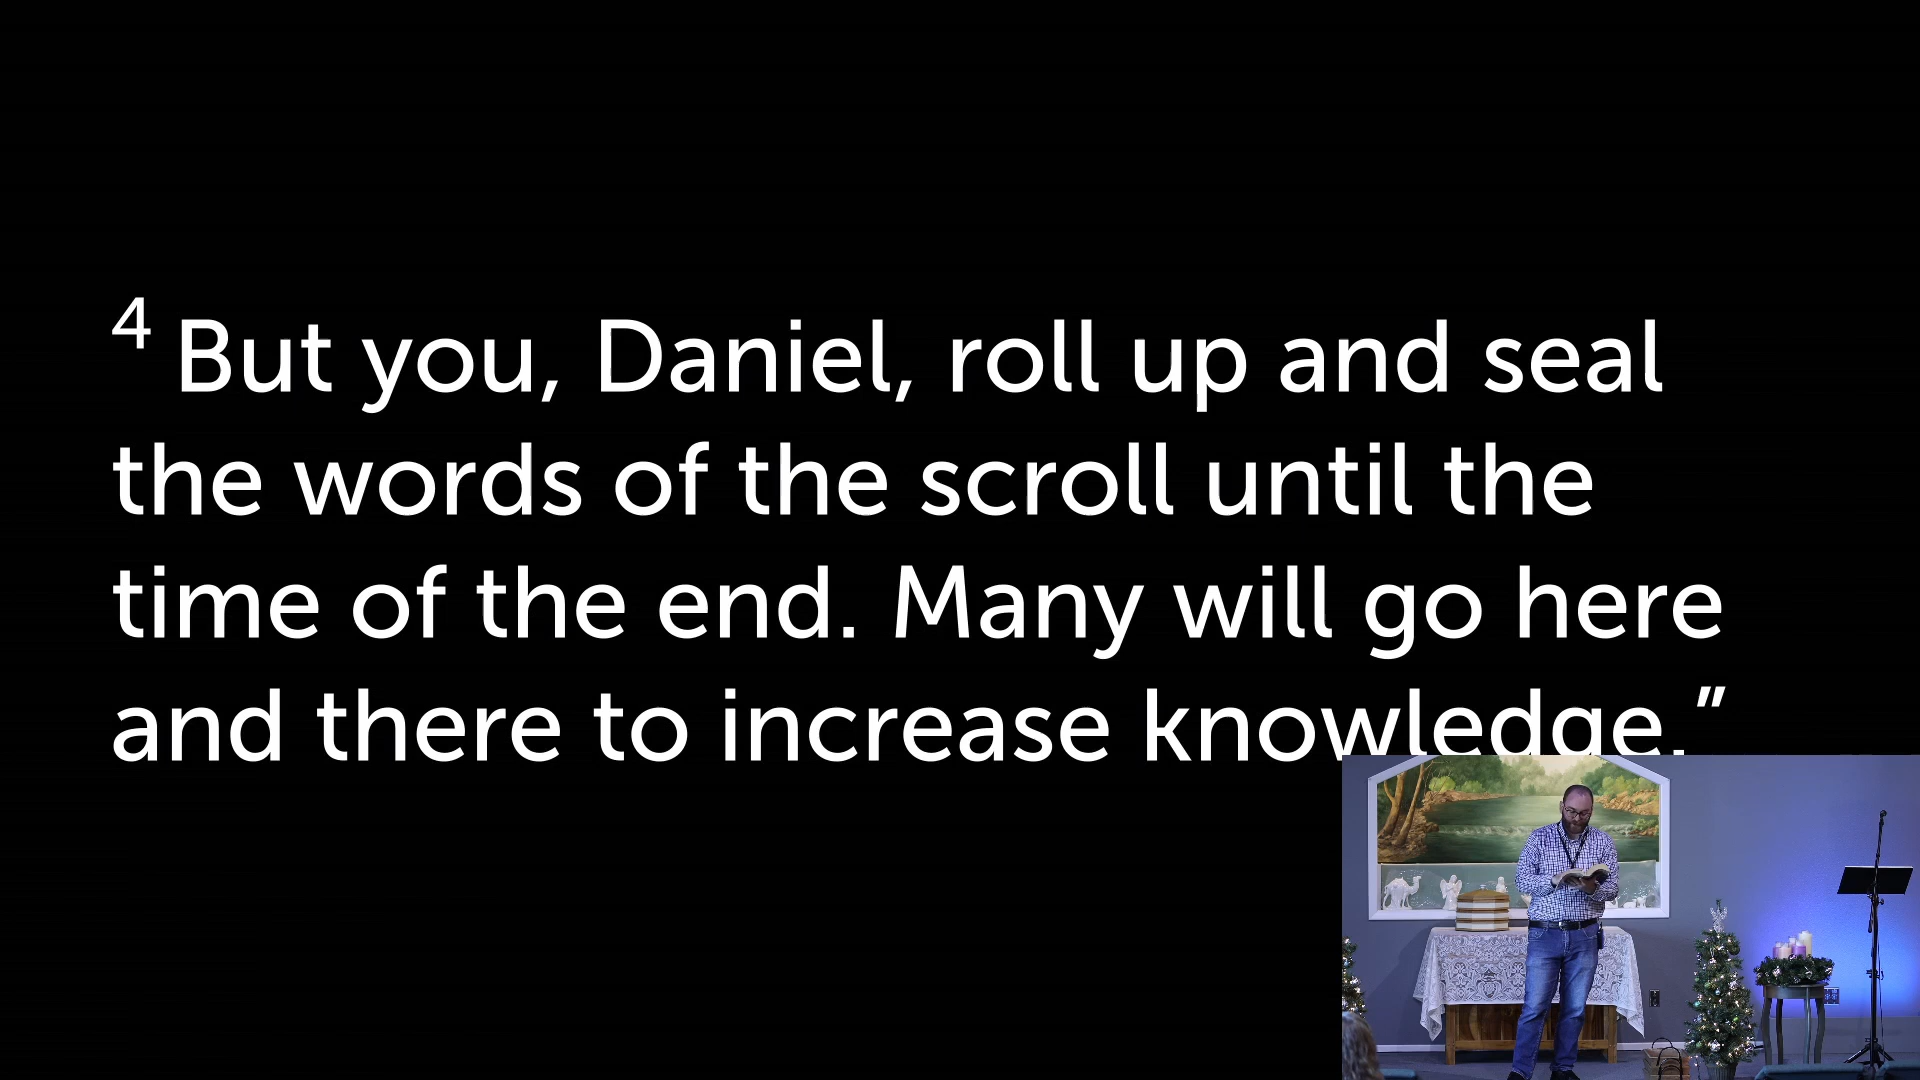 4 But you, Daniel, roll up and seal
the words of the scroll until the
time of the end. Many will go here
and there to increase knowledge.”